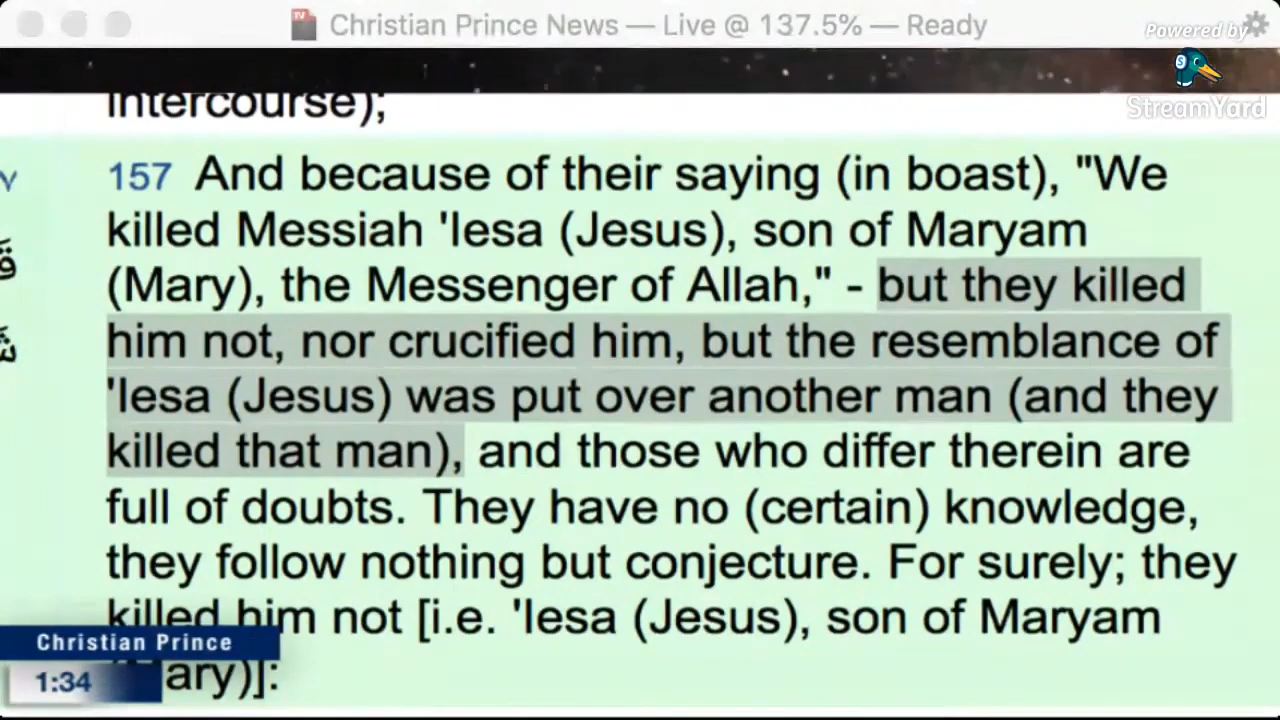 Christian Prince News — Live @ 137.5% — Ready
Powered by
StreamYard
intercourse);
157 And because of their saying (in boast), "We
killed Messiah 'Iesa (Jesus), son of Maryam
(Mary), the Messenger of Allah," - but they killed
him not, nor crucified him, but the resemblance of
'Iesa (Jesus) was put over another man (and they
killed that man), and those who differ therein are
full of doubts. They have no (certain) knowledge,
they follow nothing but conjecture. For surely; they
killed him not [i.e. 'Iesa (Jesus), son of Maryam
ary)]:
Christian Prince
1:34